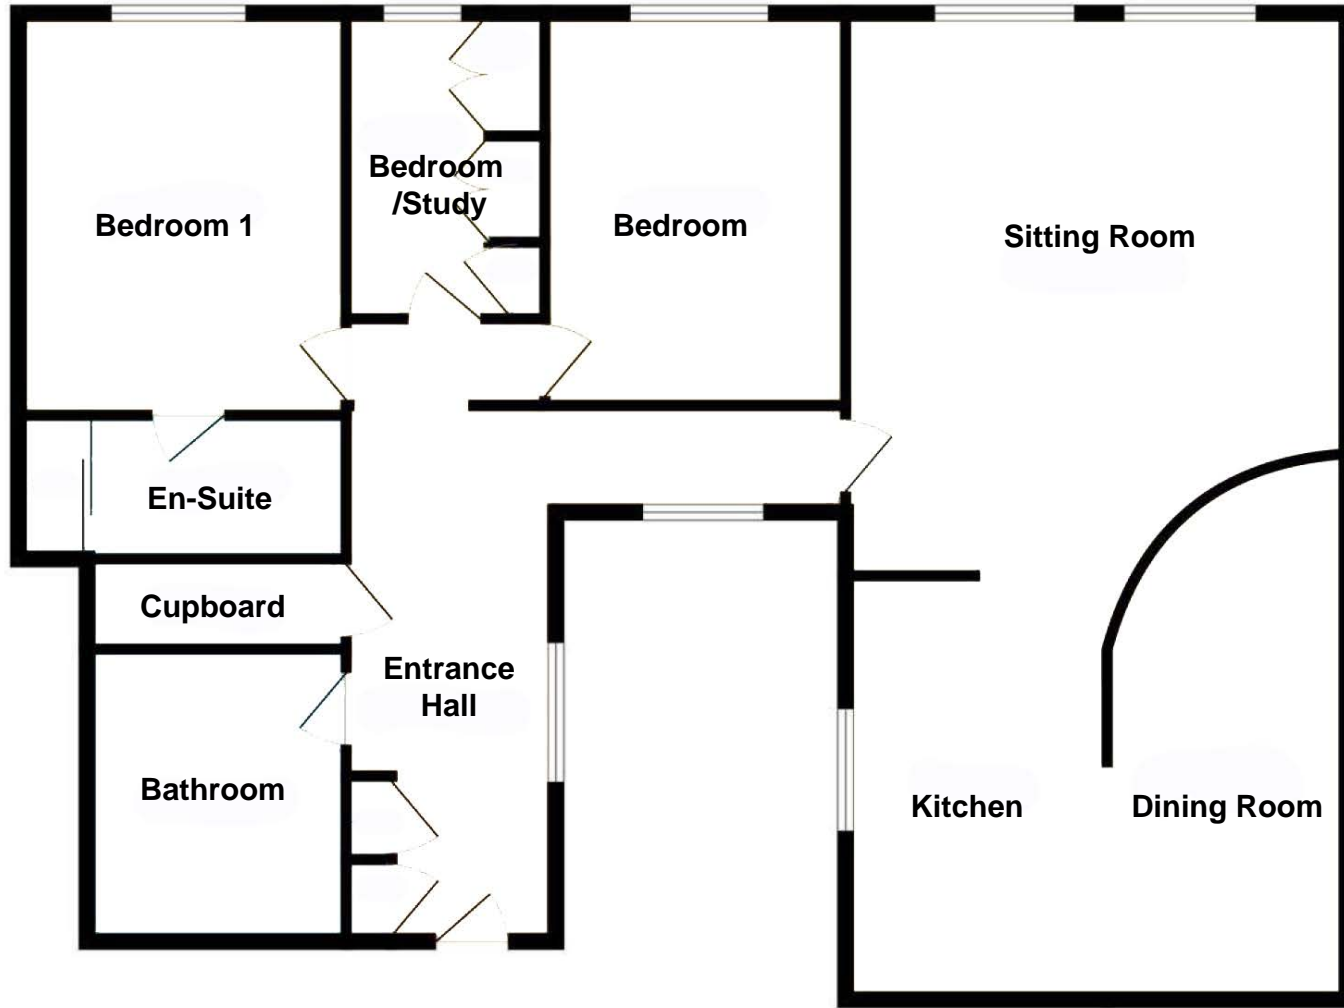 Bedroom 1
Bedroom
/Study
Bedroom
Sitting Room
En-Suite
Cupboard
Entrance
Hall
Bathroom
Kitchen
Dining Room